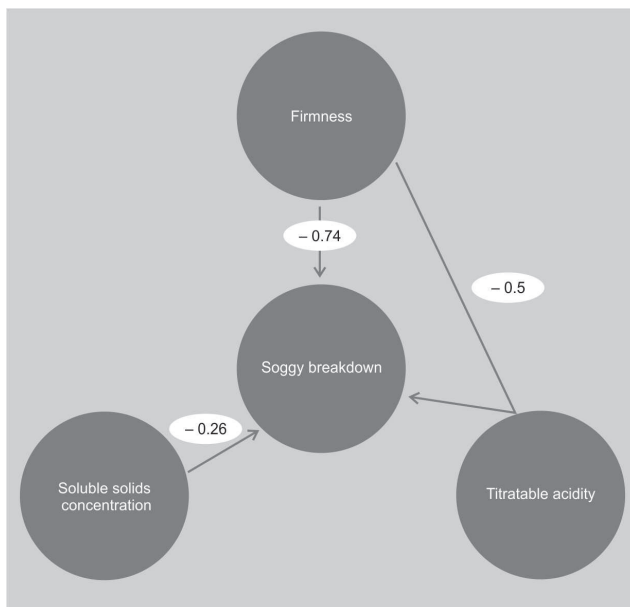 Firmness
– 0.74
– 0.5
Soggy breakdown
– 0.26
Soluble solids
concentration
Titratable acidity